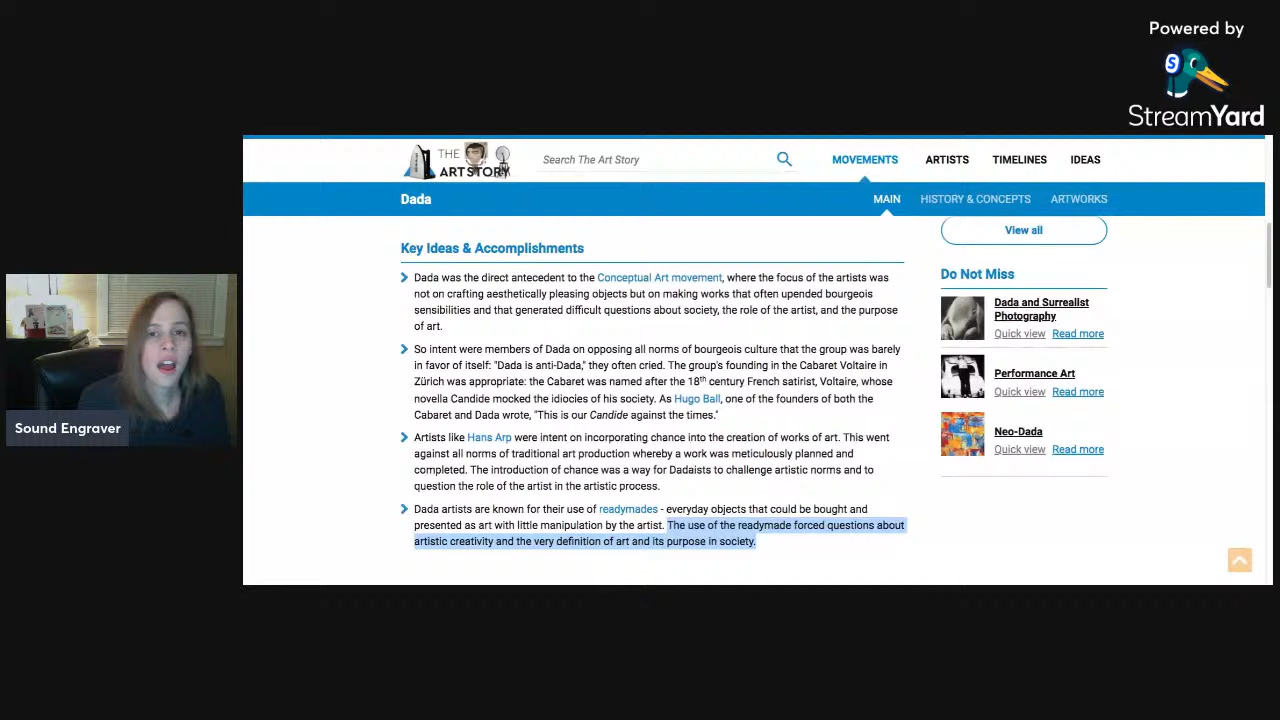 Powered by
StreamYard
THE
ART STORY
Search The Art Story
MOVEMENTS
ARTISTS
TIMELINES
IDEAS
Dada
MAIN
HISTORY & CONCEPTS
ARTWORKS
Key Ideas & Accomplishments
Dada was the direct antecedent to the Conceptual Art movement, where the focus of the artists was
not on crafting aesthetically pleasing objects but on making works that often upended bourgeois
sensibilities and that generated difficult questions about society, the role of the artist, and the purpose
of art.
So intent were members of Dada on opposing all norms of bourgeois culture that the group was barely
in favor of itself: "Dada is anti-Dada," they often cried. The group's founding in the Cabaret Voltaire in
Zürich was appropriate: the Cabaret was named after the 18th century French satirist, Voltaire, whose
novella Candide mocked the idiocies of his society. As Hugo Ball, one of the founders of both the
Cabaret and Dada wrote, "This is our Candide against the times."
Artists like Hans Arp were intent on incorporating chance into the creation of works of art. This went
against all norms of traditional art production whereby a work was meticulously planned and
completed. The introduction of chance was a way for Dadaists to challenge artistic norms and to
question the role of the artist in the artistic process.
Dada artists are known for their use of readymades - everyday objects that could be bought and
presented as art with little manipulation by the artist. The use of the readymade forced questions about
artistic creativity and the very definition of art and its purpose in society.
View all
Do Not Miss
Dada and Surrealist
Photography
Quick view Read more
Performance Art
Quick view Read more
Neo-Dada
Quick view Read more
Sound Engraver
S